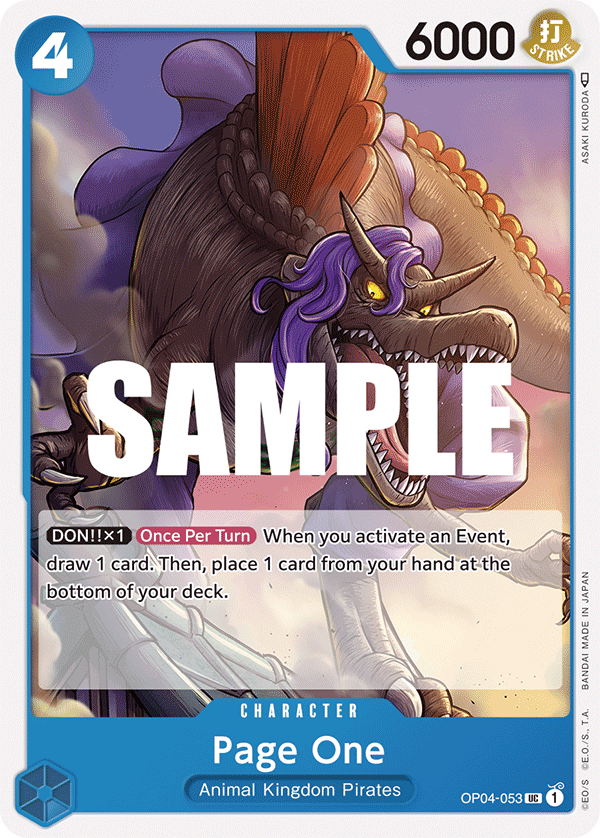 4
6000
打
STRIKE
ASAKI KURODA
SAMPLE
DON!!×1 Once Per Turn When you activate an Event,
draw 1 card. Then, place 1 card from your hand at the
bottom of your deck.
CHARACTER
Page One
Animal Kingdom Pirates
OP04-053 UC 1
©E.O./S., T.A. BANDAI MADE IN JAPAN
©EO/S